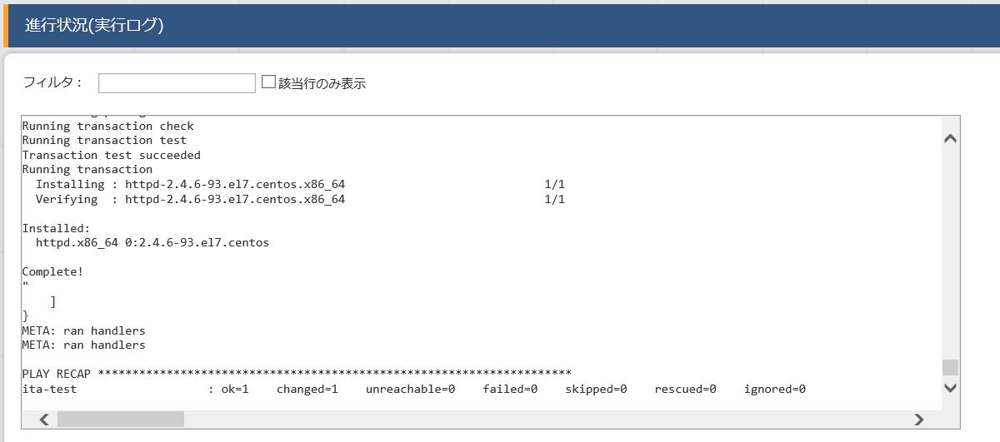 進行状況(実行ログ)
フィルタ： 該当行のみ表示
Running transaction check
Running transaction test
Transaction test succeeded
Running transaction
  Installing : httpd-2.4.6-93.el7.centos.x86_64                             1/1
  Verifying  : httpd-2.4.6-93.el7.centos.x86_64                             1/1
Installed:
  httpd.x86_64 0:2.4.6-93.el7.centos
Complete!
"
    ]
}
META: ran handlers
META: ran handlers
PLAY RECAP *********************************************************************
ita-test                   : ok=1    changed=1    unreachable=0    failed=0    skipped=0    rescued=0    ignored=0